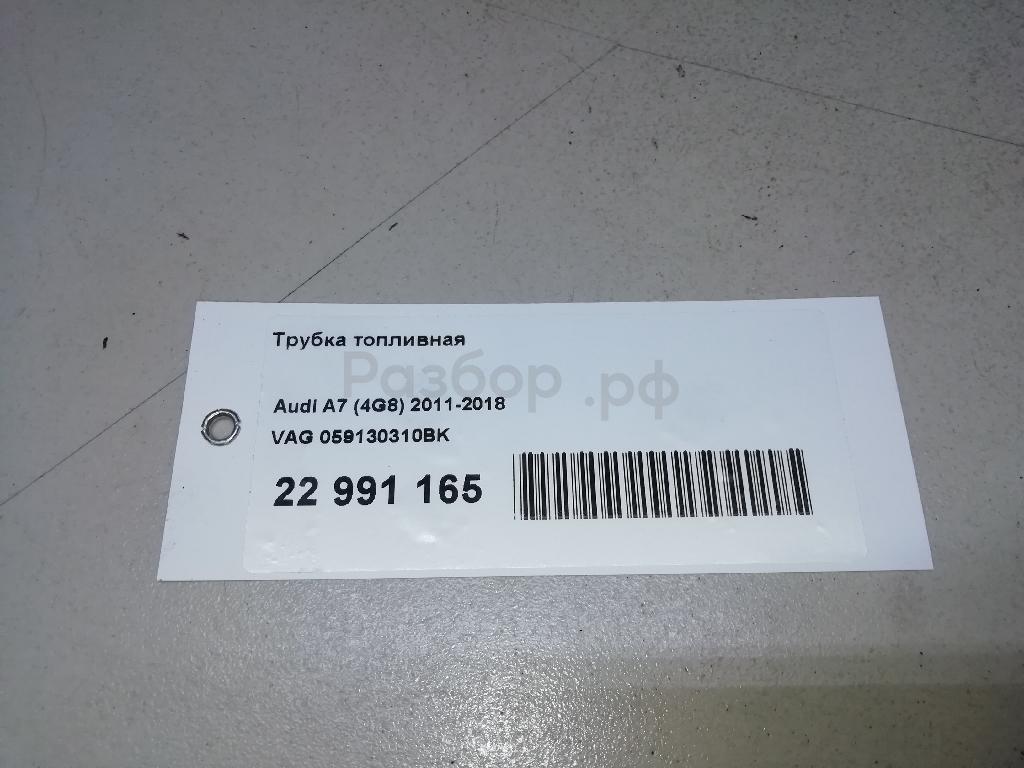 Трубка топливная
Разбор.рф
Audi A7 (4G8) 2011-2018
VAG 059130310BK
22 991 165